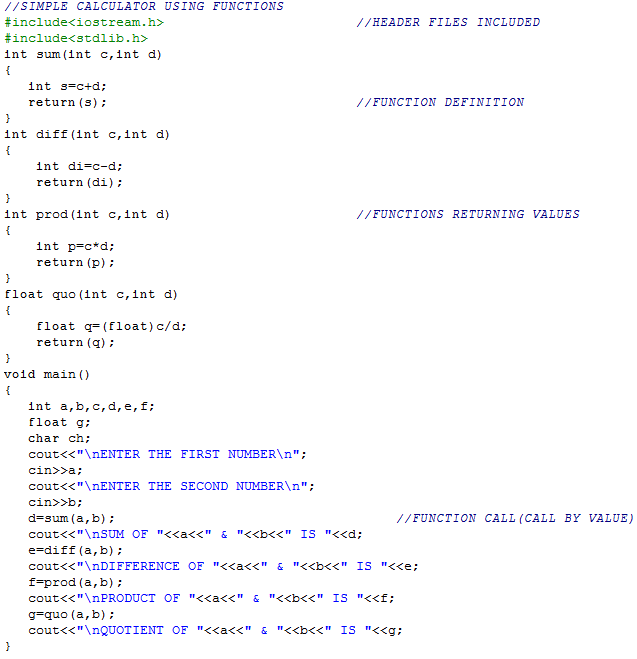 //SIMPLE CALCULATOR USING FUNCTIONS
#include<iostream.h> //HEADER FILES INCLUDED
#include<stdlib.h>
int sum(int c,int d)
{
int s=c+d;
return(s); //FUNCTION DEFINITION
}
int diff(int c,int d)
{
int di=c-d;
return(di);
}
int prod(int c,int d) //FUNCTIONS RETURNING VALUES
{
int p=c*d;
return(p);
}
float quo(int c,int d)
{
float q=(float)c/d;
return(q);
}
void main()
{
int a,b,c,d,e,f;
float g;
char ch;
cout<<"\nENTER THE FIRST NUMBER\n";
cin>>a;
cout<<"\nENTER THE SECOND NUMBER\n";
cin>>b;
d=sum(a,b); //FUNCTION CALL(CALL BY VALUE)
cout<<"\nSUM OF "<<a<<" & "<<b<<" IS "<<d;
e=diff(a,b);
cout<<"\nDIFFERENCE OF "<<a<<" & "<<b<<" IS "<<e;
f=prod(a,b);
cout<<"\nPRODUCT OF "<<a<<" & "<<b<<" IS "<<f;
g=quo(a,b);
cout<<"\nQUOTIENT OF "<<a<<" & "<<b<<" IS "<<g;
}